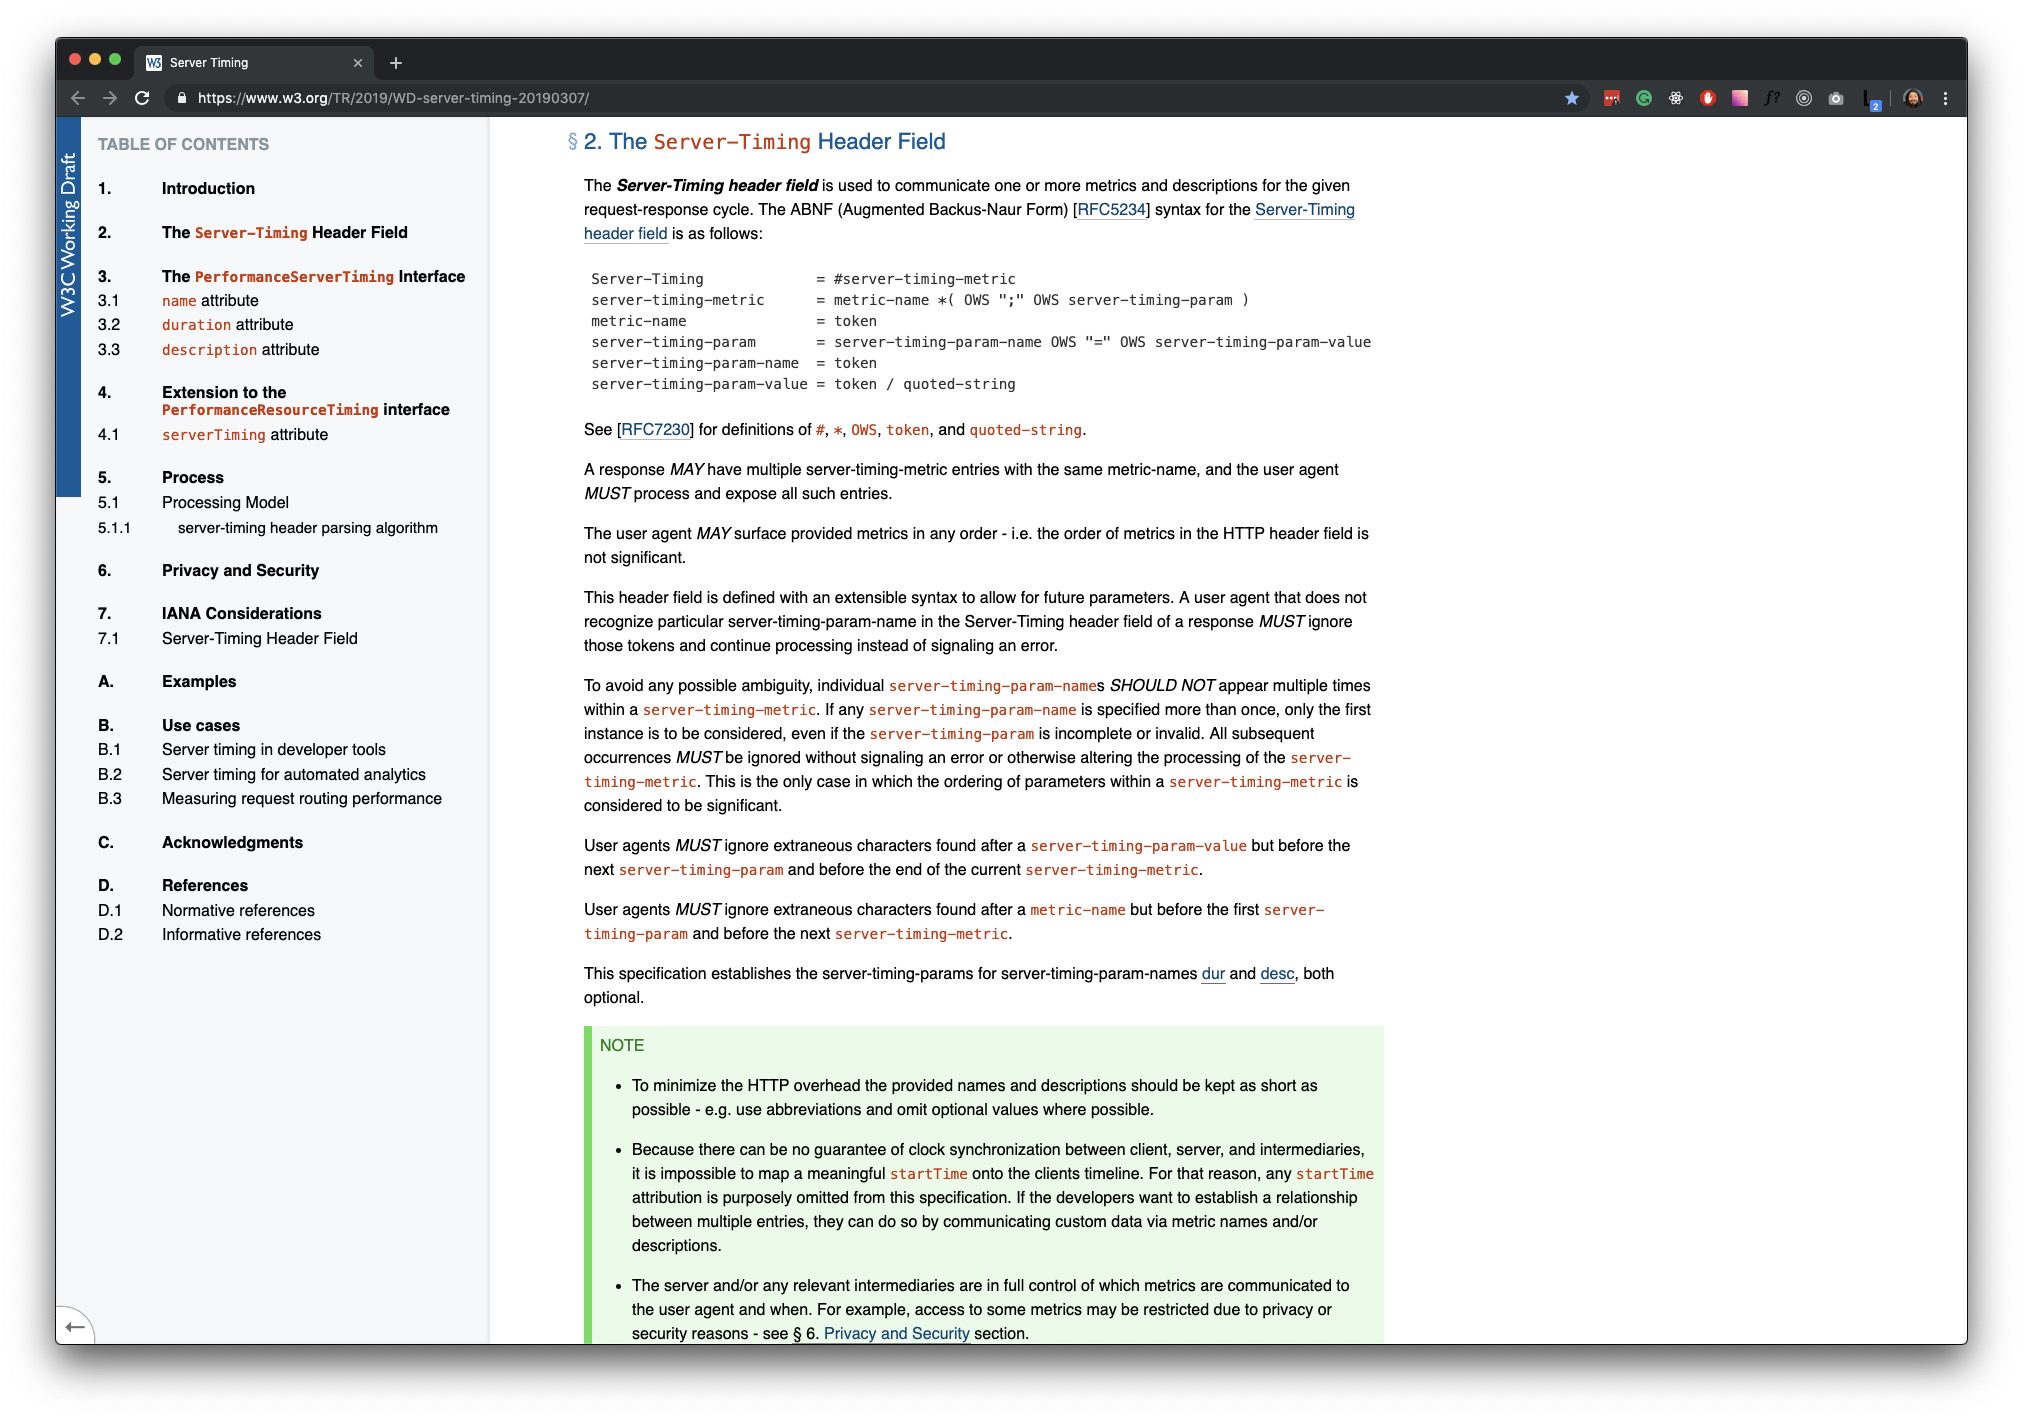 W3 Server Timing
https://www.w3.org/TR/2019/WD-server-timing-20190307/
f?
2
W3C Working Draft
TABLE OF CONTENTS
1. Introduction
2. The Server-Timing Header Field
3. The PerformanceServerTiming Interface
3.1 name attribute
3.2 duration attribute
3.3 description attribute
4. Extension to the
PerformanceResourceTiming interface
4.1 serverTiming attribute
5. Process
5.1 Processing Model
5.1.1 server-timing header parsing algorithm
6. Privacy and Security
7. IANA Considerations
7.1 Server-Timing Header Field
A. Examples
B. Use cases
B.1 Server timing in developer tools
B.2 Server timing for automated analytics
B.3 Measuring request routing performance
C. Acknowledgments
D. References
D.1 Normative references
D.2 Informative references
§ 2. The Server-Timing Header Field
The Server-Timing header field is used to communicate one or more metrics and descriptions for the given
request-response cycle. The ABNF (Augmented Backus-Naur Form) [RFC5234] syntax for the Server-Timing
header field is as follows:
Server-Timing = #server-timing-metric
server-timing-metric = metric-name *( OWS ";" OWS server-timing-param )
metric-name = token
server-timing-param = server-timing-param-name OWS "=" OWS server-timing-param-value
server-timing-param-name = token
server-timing-param-value = token / quoted-string
See [RFC7230] for definitions of #, *, OWS, token, and quoted-string.
A response MAY have multiple server-timing-metric entries with the same metric-name, and the user agent
MUST process and expose all such entries.
The user agent MAY surface provided metrics in any order - i.e. the order of metrics in the HTTP header field is
not significant.
This header field is defined with an extensible syntax to allow for future parameters. A user agent that does not
recognize particular server-timing-param-name in the Server-Timing header field of a response MUST ignore
those tokens and continue processing instead of signaling an error.
To avoid any possible ambiguity, individual server-timing-param-names SHOULD NOT appear multiple times
within a server-timing-metric. If any server-timing-param-name is specified more than once, only the first
instance is to be considered, even if the server-timing-param is incomplete or invalid. All subsequent
occurrences MUST be ignored without signaling an error or otherwise altering the processing of the server-
timing-metric. This is the only case in which the ordering of parameters within a server-timing-metric is
considered to be significant.
User agents MUST ignore extraneous characters found after a server-timing-param-value but before the
next server-timing-param and before the end of the current server-timing-metric.
User agents MUST ignore extraneous characters found after a metric-name but before the first server-
timing-param and before the next server-timing-metric.
This specification establishes the server-timing-params for server-timing-param-names dur and desc, both
optional.
NOTE
• To minimize the HTTP overhead the provided names and descriptions should be kept as short as
possible - e.g. use abbreviations and omit optional values where possible.
• Because there can be no guarantee of clock synchronization between client, server, and intermediaries,
it is impossible to map a meaningful startTime onto the clients timeline. For that reason, any startTime
attribution is purposely omitted from this specification. If the developers want to establish a relationship
between multiple entries, they can do so by communicating custom data via metric names and/or
descriptions.
• The server and/or any relevant intermediaries are in full control of which metrics are communicated to
the user agent and when. For example, access to some metrics may be restricted due to privacy or
security reasons - see § 6. Privacy and Security section.